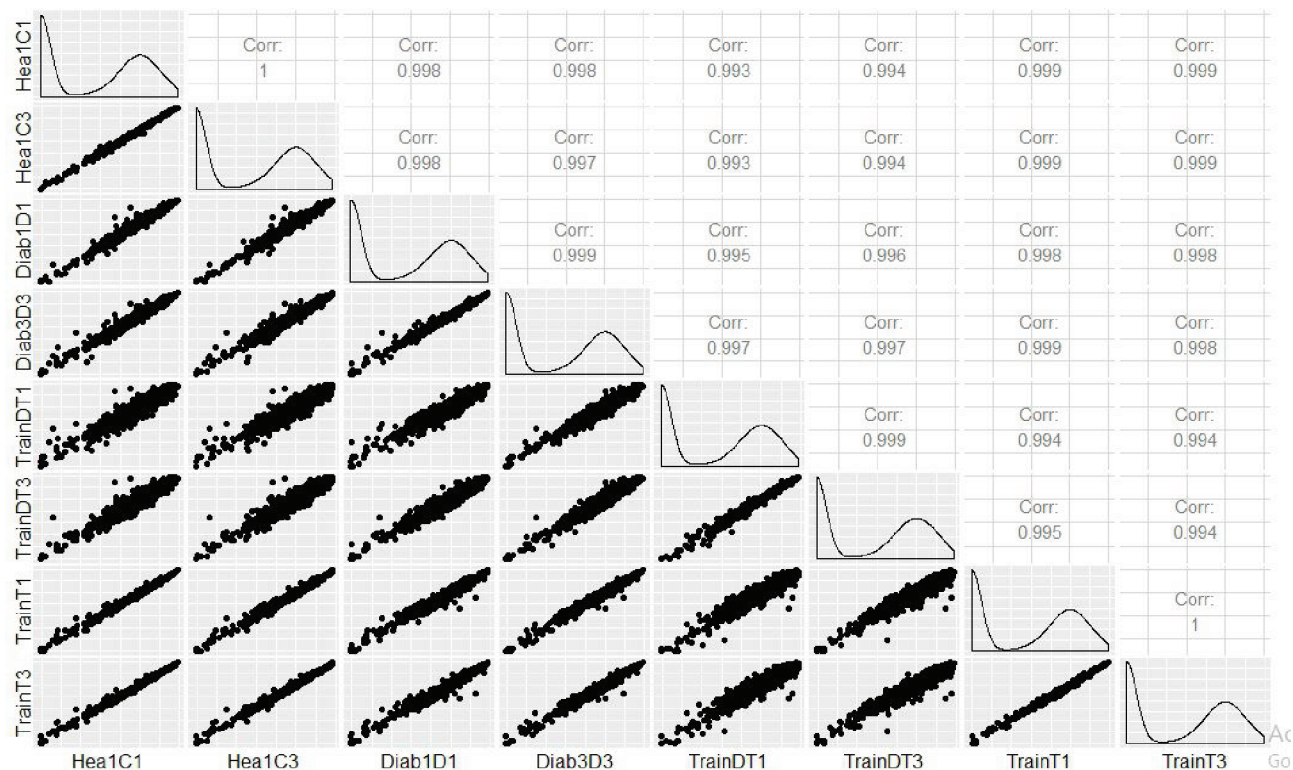 Hea1C1
Corr:
1
Corr:
0.998
Corr:
0.998
Corr:
0.993
Corr:
0.994
Corr:
0.999
Corr:
0.999
Hea1C3
Corr:
0.998
Corr:
0.997
Corr:
0.993
Corr:
0.994
Corr:
0.999
Corr:
0.999
Diab1D1
Corr:
0.999
Corr:
0.995
Corr:
0.996
Corr:
0.998
Corr:
0.998
Diab3D3
Corr:
0.997
Corr:
0.997
Corr:
0.999
Corr:
0.998
TrainDT1
Corr:
0.999
Corr:
0.994
Corr:
0.994
TrainDT3
Corr:
0.995
Corr:
0.994
TrainT1
Corr:
1
TrainT3
Hea1C1 Hea1C3 Diab1D1 Diab3D3 TrainDT1 TrainDT3 TrainT1 TrainT3
Ac
Go